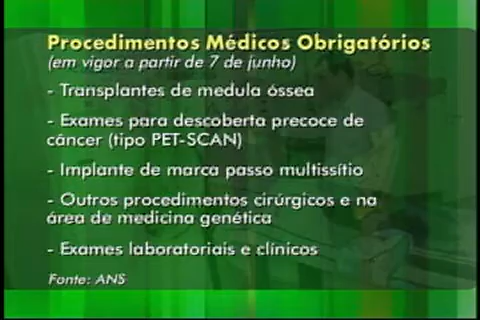 Procedimentos Médicos Obrigatórios
(em vigor a partir de 7 de junho)
- Transplantes de medula óssea
- Exames para descoberta precoce de
câncer (tipo PET-SCAN)
- Implante de marca passo multissítio
- Outros procedimentos cirúrgicos e na
área de medicina genética
- Exames laboratoriais e clínicos
Fonte: ANS